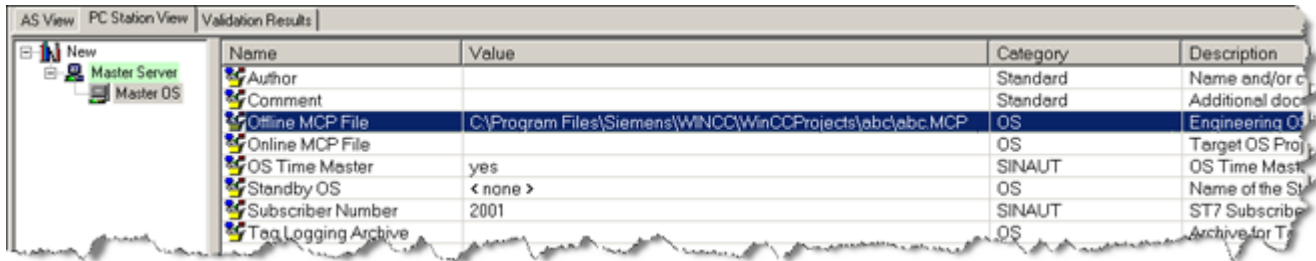 AS View PC Station View Validation Results
New
Master Server
Master OS
Name Value Category Description
Author Standard Name and/or c
Comment Standard Additional doc
Offline MCP File C:\Program Files\Siemens\WINCC\WinCCProjects\abc\abc.MCP OS Engineering OS
Online MCP File OS Target OS Proj
OS Time Master yes SINAUT OS Time Mast
Standby OS < none > OS Name of the St
Subscriber Number 2001 SINAUT ST7 Subscribe
Tag Logging Archive OS Archive for Ta